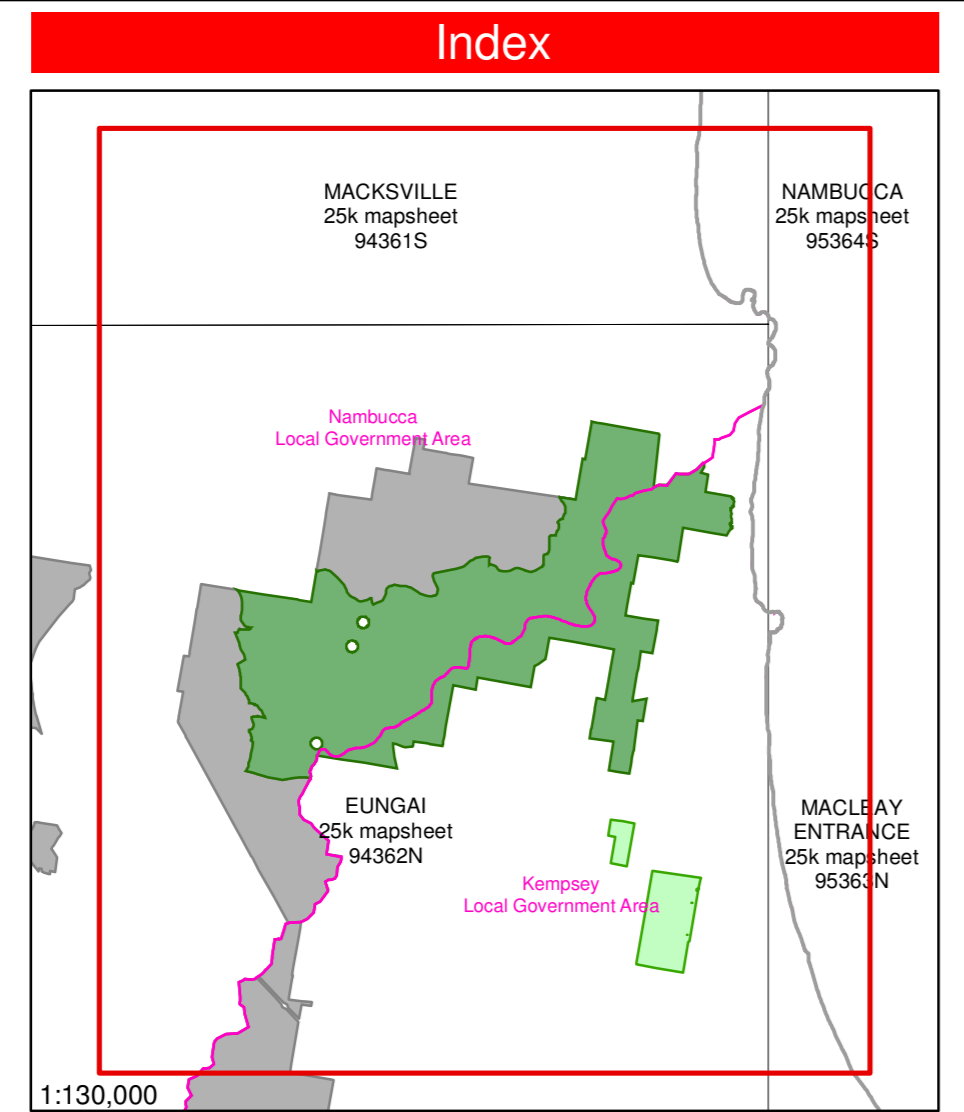 Index
MACKSVILLE
25k mapsheet
94361S
NAMBUCCA
25k mapsheet
95364S
Nambucca
Local Government Area
EUNGAI
25k mapsheet
94362N
MACLEAY
ENTRANCE
25k mapsheet
95363N
Kempsey
Local Government Area
1:130,000